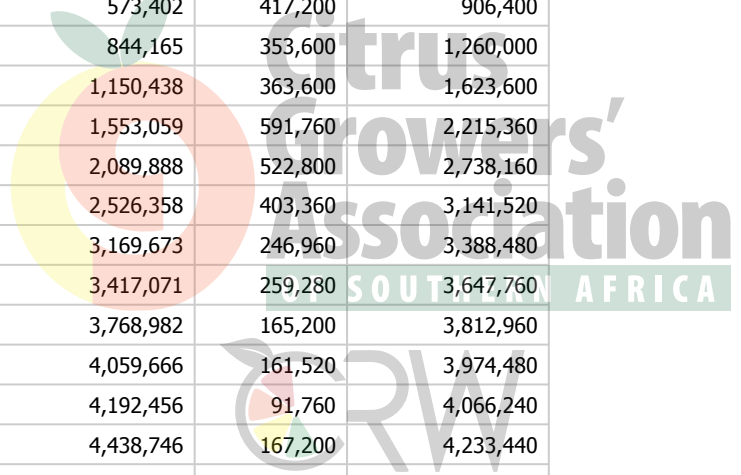 573,402 417,200 906,400
844,165 353,600 1,260,000
1,150,438 363,600 1,623,600
1,553,059 591,760 2,215,360
2,089,888 522,800 2,738,160
2,526,358 403,360 3,141,520
3,169,673 246,960 3,388,480
3,417,071 259,280 3,647,760
3,768,982 165,200 3,812,960
4,059,666 161,520 3,974,480
4,192,456 91,760 4,066,240
4,438,746 167,200 4,233,440
Citrus
Growers'
Association
OF SOUTHERN AFRICA
CRW